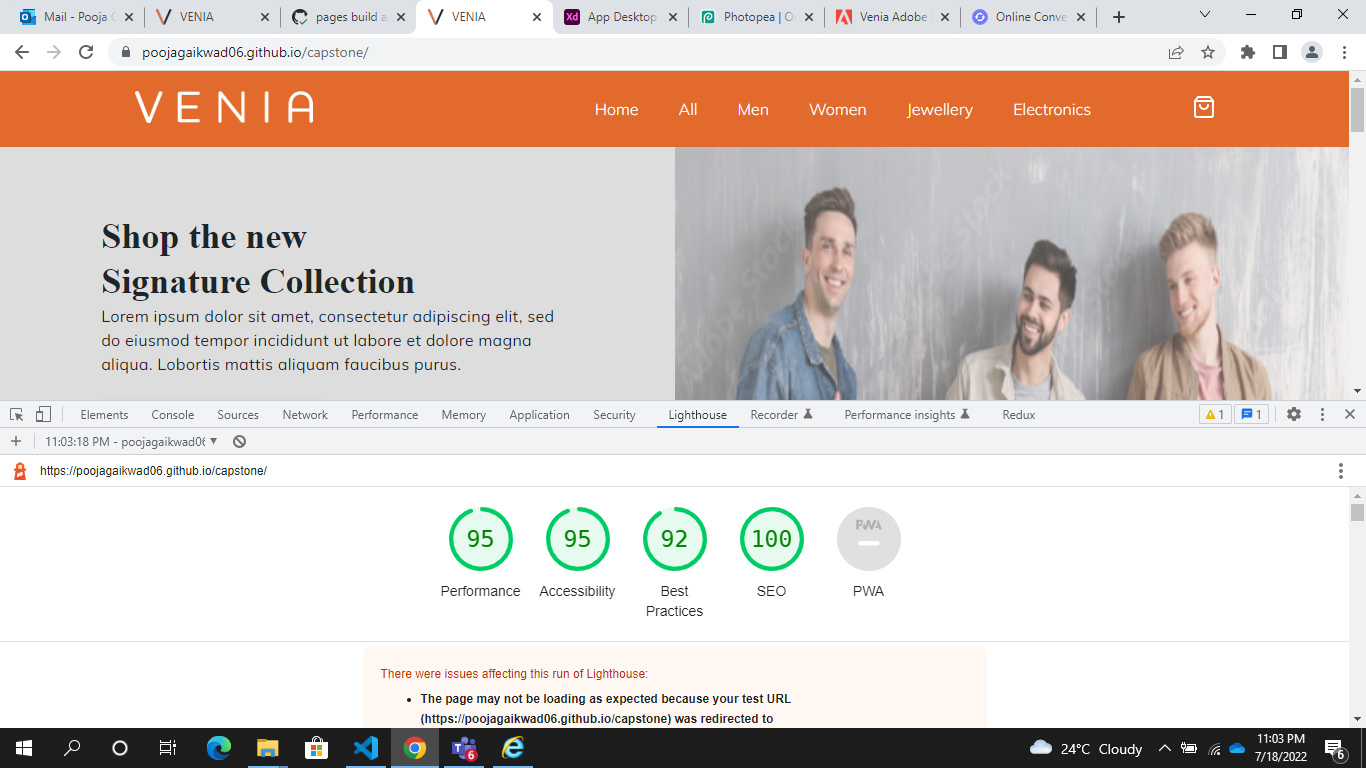 Mail - Pooja G
VENIA
pages build a
VENIA
App Desktop
Photopea | O
Venia Adobe
Online Conve
poojagaikwad06.github.io/capstone/
VENIA
Home
All
Men
Women
Jewellery
Electronics
Shop the new
Signature Collection
Lorem ipsum dolor sit amet, consectetur adipiscing elit, sed
do eiusmod tempor incididunt ut labore et dolore magna
aliqua. Lobortis mattis aliquam faucibus purus.
Adobe Stock
Stock
Elements
Console
Sources
Network
Performance
Memory
Application
Security
Lighthouse
Recorder
Performance insights
Redux
1
1
11:03:18 PM - poojagaikwad06
https://poojagaikwad06.github.io/capstone/
95
95
92
100
PWA
Performance
Accessibility
Best
Practices
SEO
PWA
There were issues affecting this run of Lighthouse:
• The page may not be loading as expected because your test URL
(https://poojagaikwad06.github.io/capstone) was redirected to
6
24°C Cloudy
11:03 PM
7/18/2022
6